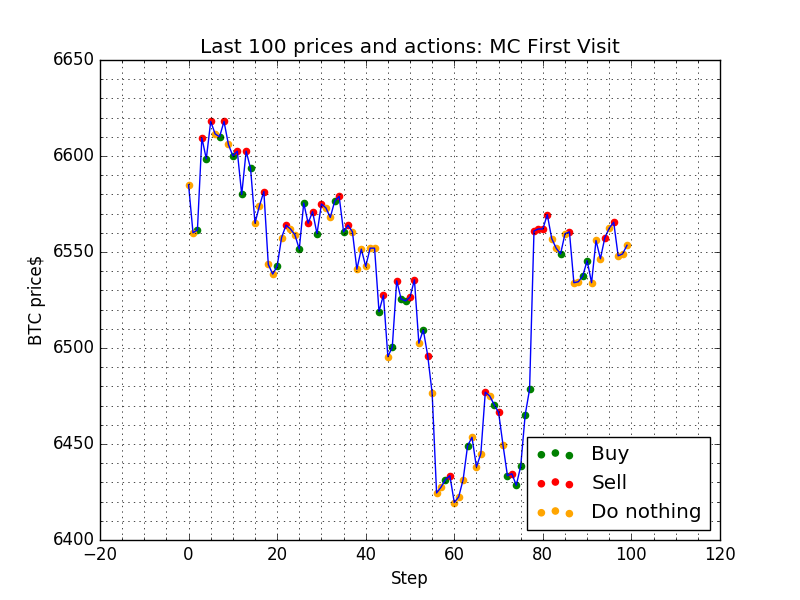 Last 100 prices and actions: MC First Visit
BTC price$
6650
6600
6550
6500
6450
6400
Buy
Sell
Do nothing
−20
0
20
40
60
80
100
120
Step